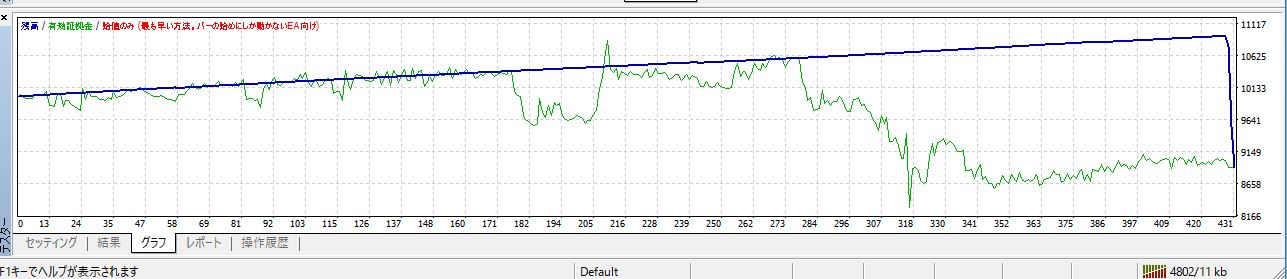 残高 / 有効証拠金 / 始値のみ (最も早い方法。バーの始めにしか動かないEA向け)
11117
10625
10133
9641
9149
8658
8166
0 13 24 36 47 58 69 81 92 103 115 126 137 148 160 171 182 194 205 216 228 239 250 262 273 284 296 307 318 330 341 352 363 375 386 397 409 420 431
テスター
セッティング | 結果 | グラフ | レポート | 操作履歴 |
F1キーでヘルプが表示されます Default 4802/11 kb